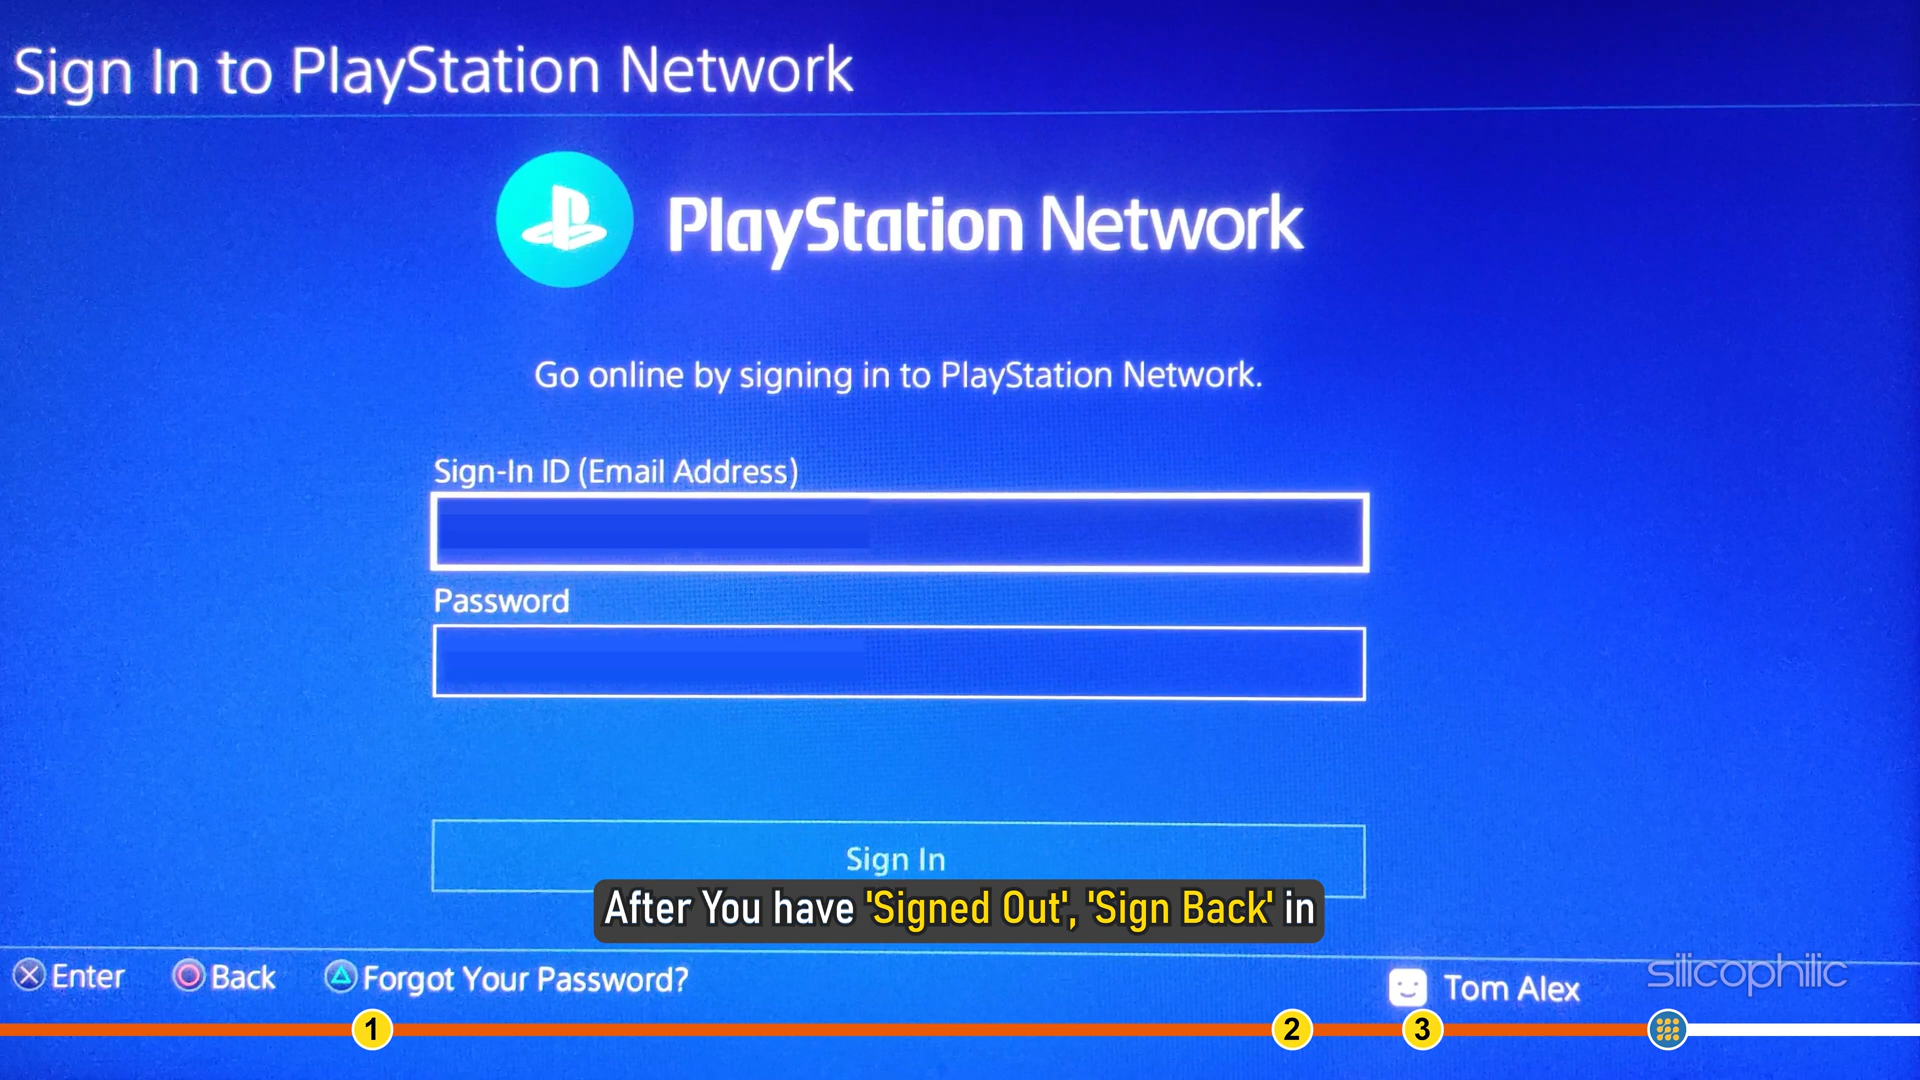 Sign In to PlayStation Network
PlayStation Network
Go online by signing in to PlayStation Network.
Sign-In ID (Email Address)
Password
Sign In
After You have 'Signed Out', 'Sign Back' in
Enter Back Forgot Your Password?
Tom Alex
silicophilic
1 2 3